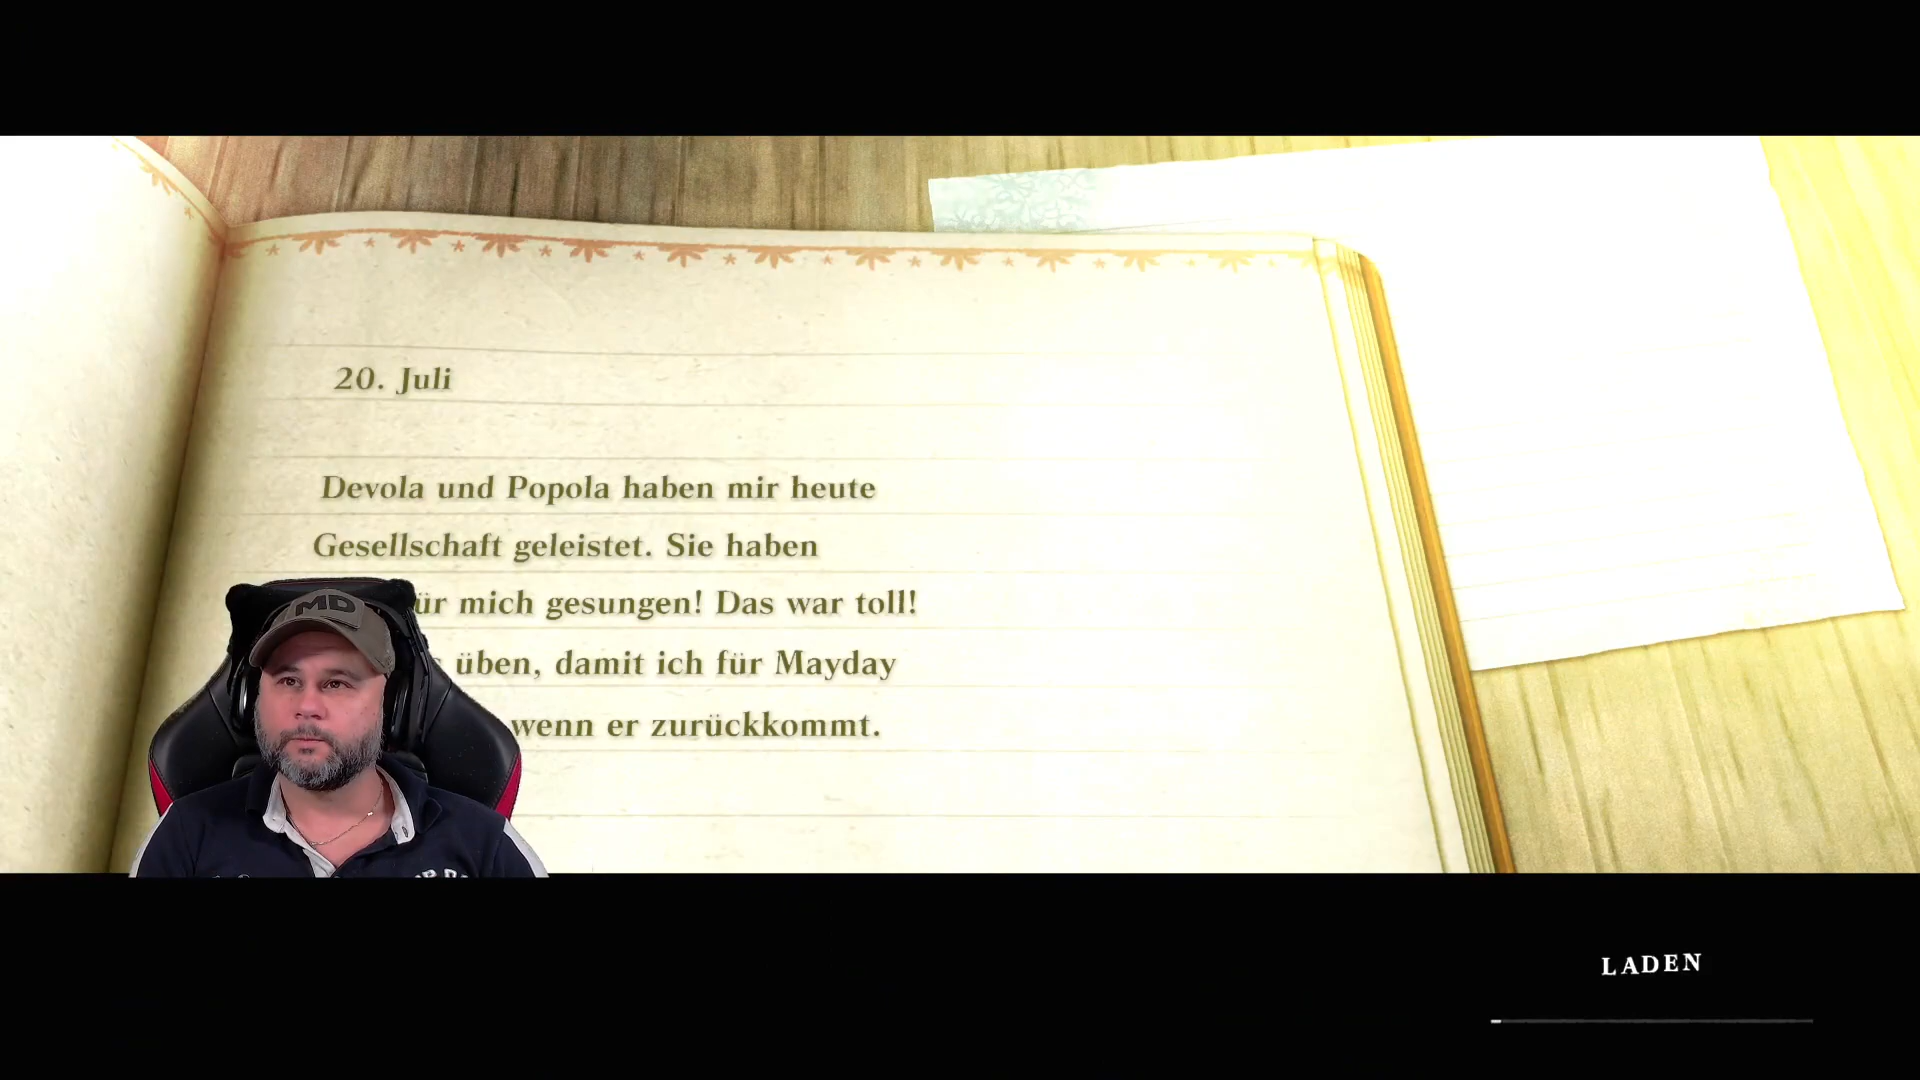 20. Juli
Devola und Popola haben mir heute
Gesellschaft geleistet. Sie haben
mich gesungen! Das war toll!
üben, damit ich für Mayday
wenn er zurückkommt.
MD
LADEN